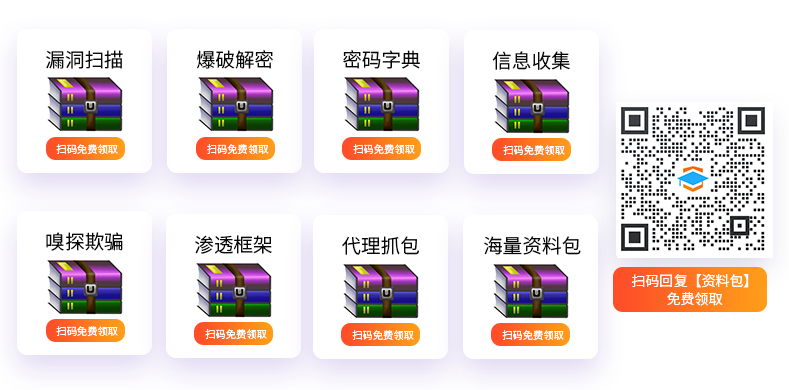 漏洞扫描
扫码免费领取
爆破解密
扫码免费领取
密码字典
扫码免费领取
信息收集
扫码免费领取
嗅探欺骗
扫码免费领取
渗透框架
扫码免费领取
代理抓包
扫码免费领取
海量资料包
扫码免费领取
扫码回复【资料包】
免费领取